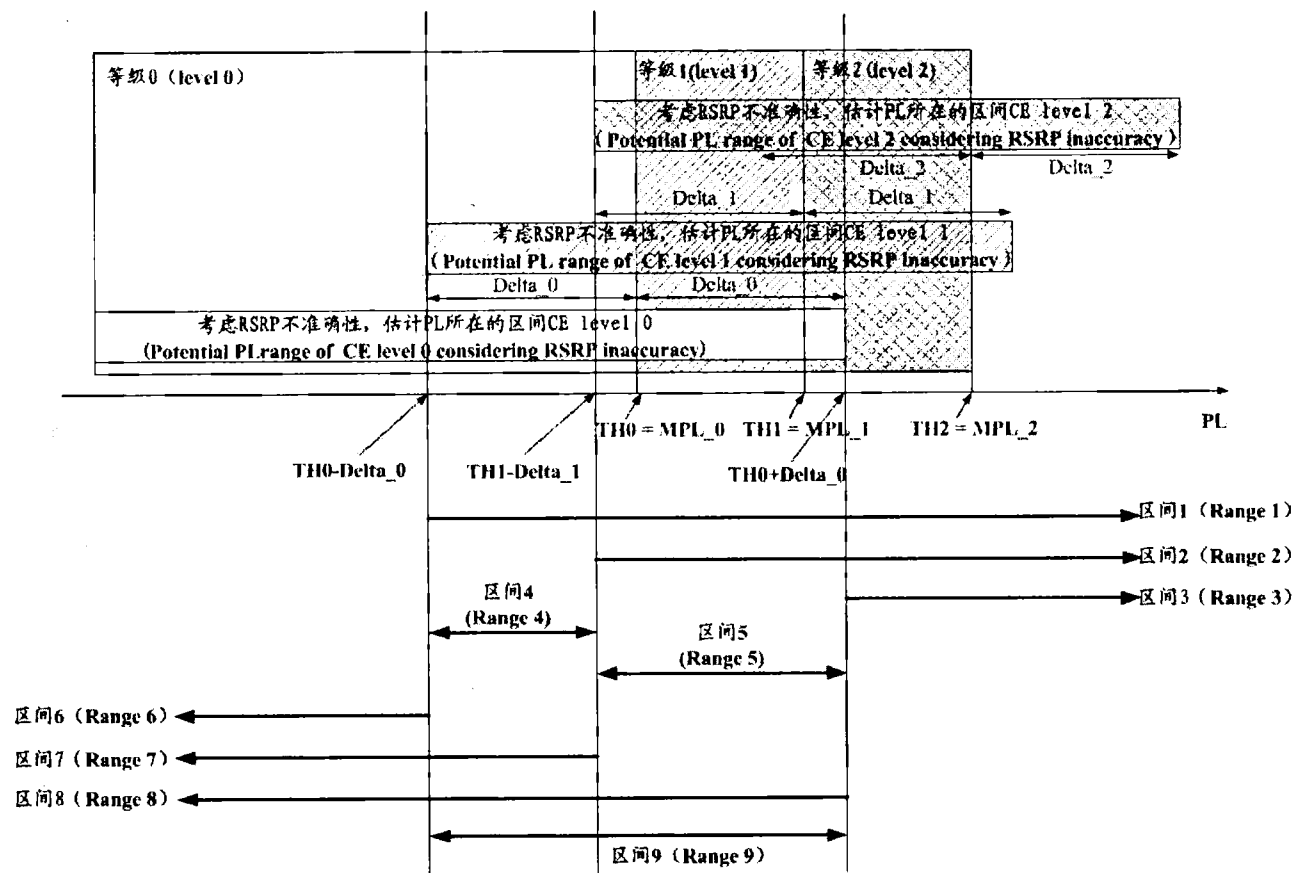 等级0（level 0）
等级1(level 1)
等级2(level 2)
考虑RSRP不准确性，估计PL所在的区间CE level 2
（Potential PL range of CE level 2 considering RSRP inaccuracy）
Delta_2
Delta_2
Delta_1
Delta_1
考虑RSRP不准确性，估计PL所在的区间CE level 1
（Potential PL range of CE level 1 considering RSRP inaccuracy）
Delta_0
Delta_0
考虑RSRP不准确性，估计PL所在的区间CE level 0
(Potential PLrange of CE level 0 considering RSRP inaccuracy)
PL
TH0 = MPL_0
TH1 = MPL_1
TH2 = MPL_2
TH0-Delta_0
TH1-Delta_1
TH0+Delta_0
区间1（Range 1）
区间2（Range 2）
区间3（Range 3）
区间4
(Range 4)
区间5
(Range 5)
区间6（Range 6）
区间7（Range 7）
区间8（Range 8）
区间9（Range 9）